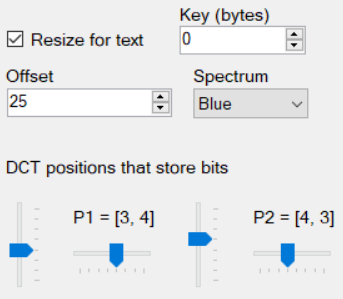 Key (bytes)
Resize for text
0
Offset
Spectrum
25
Blue
DCT positions that store bits
P1 = [3, 4]
P2 = [4, 3]